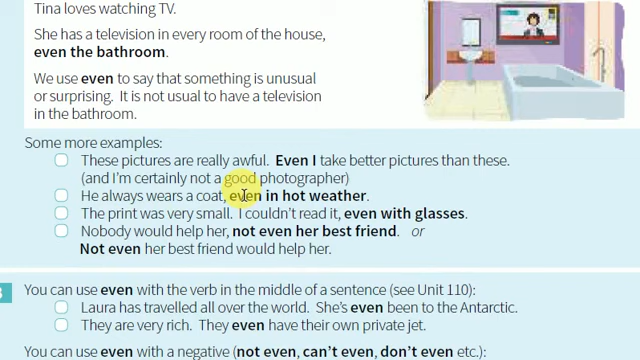 Tina loves watching TV.
She has a television in every room of the house,
even the bathroom.
We use even to say that something is unusual
or surprising. It is not usual to have a television
in the bathroom.
Some more examples:
These pictures are really awful. Even I take better pictures than these.
(and I'm certainly not a good photographer)
He always wears a coat, even in hot weather.
The print was very small. I couldn't read it, even with glasses.
Nobody would help her, not even her best friend. or
Not even her best friend would help her.
You can use even with the verb in the middle of a sentence (see Unit 110):
Laura has travelled all over the world. She's even been to the Antarctic.
They are very rich. They even have their own private jet.
You can use even with a negative (not even, can't even, don't even etc.):